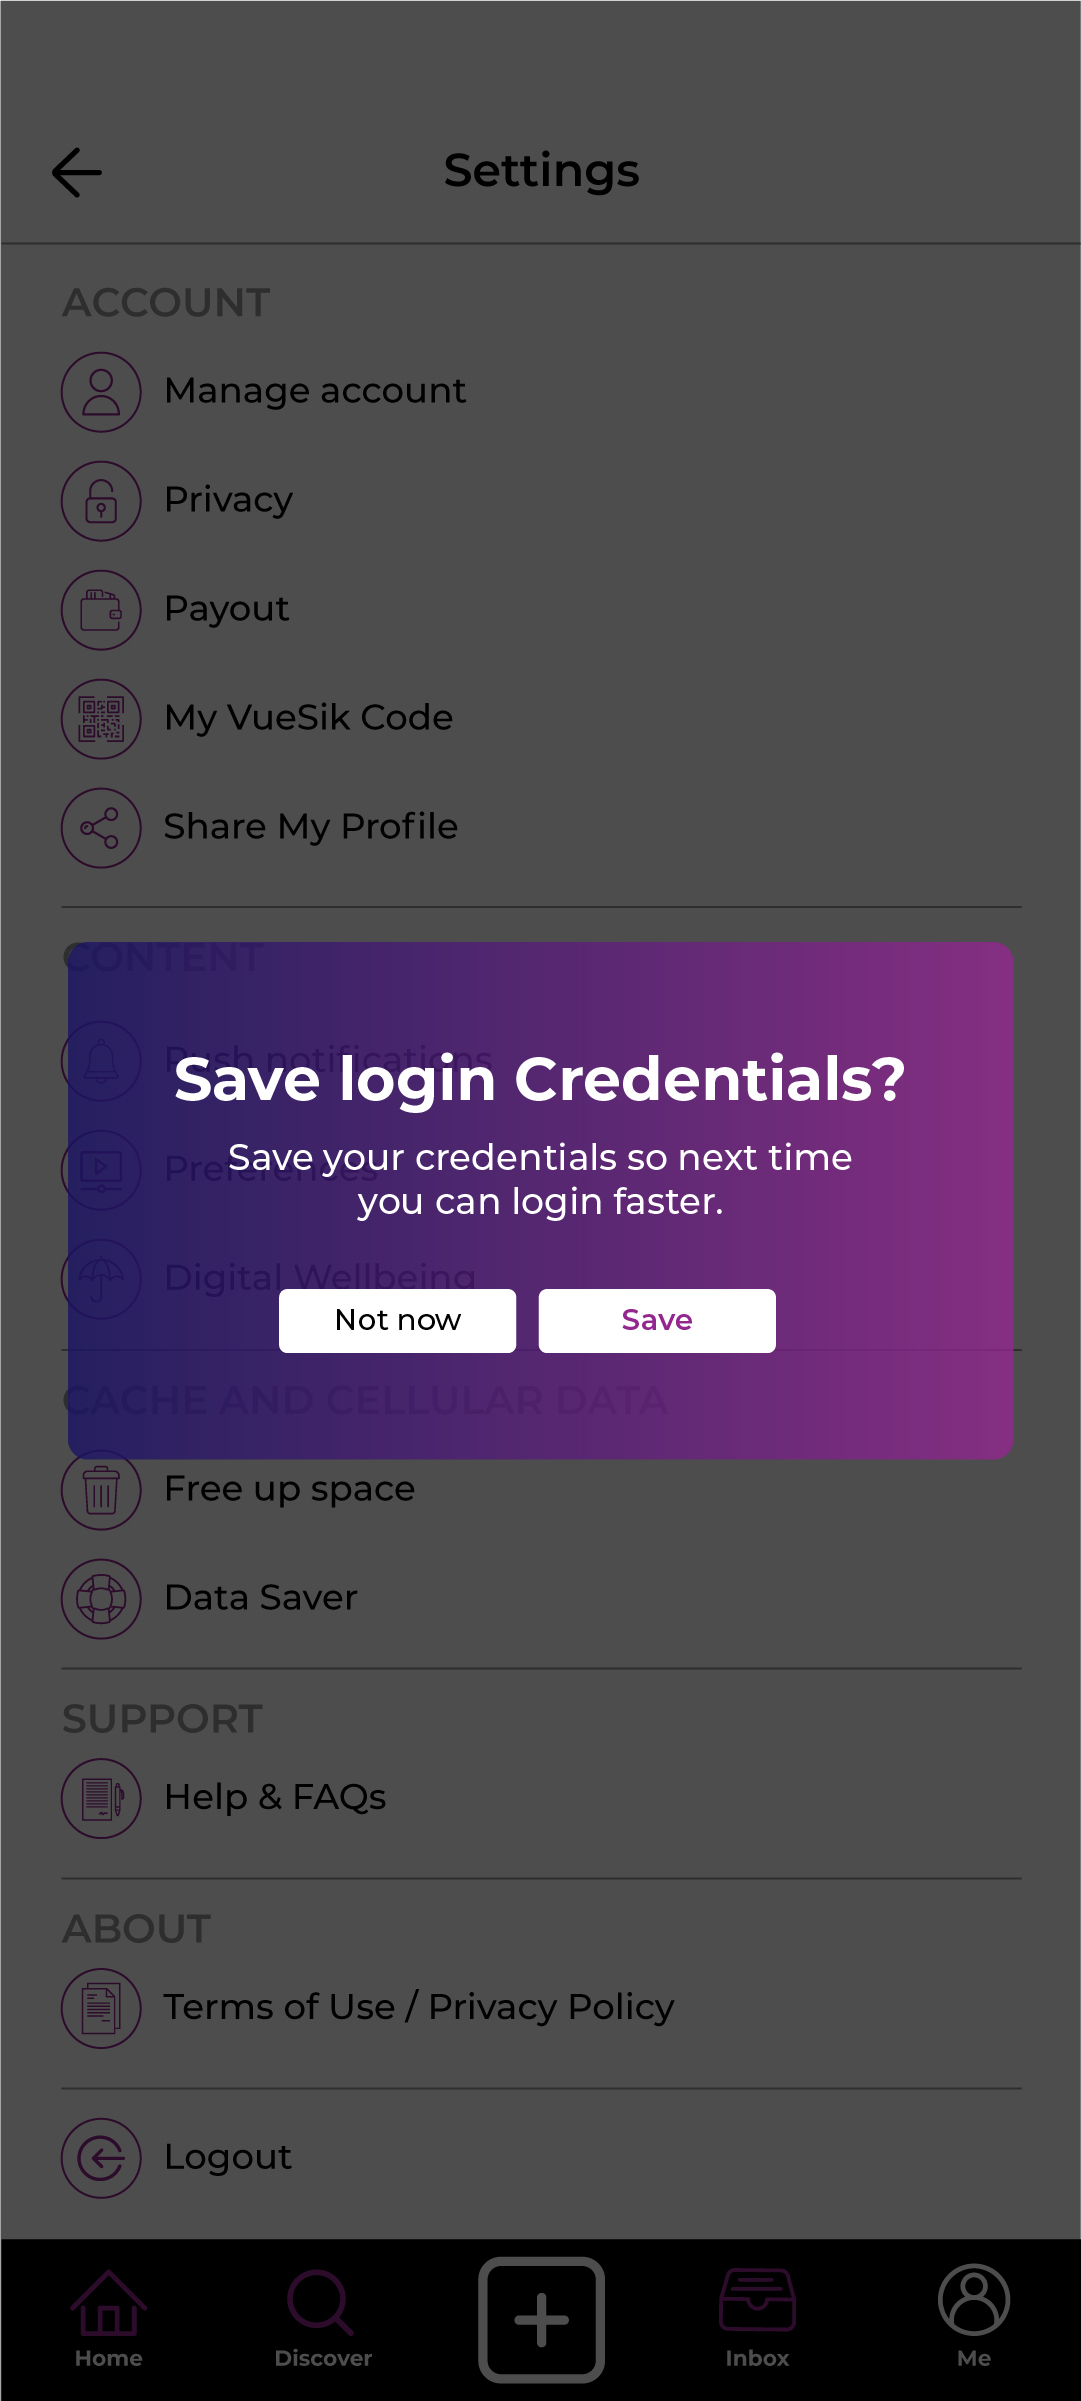 Settings
ACCOUNT
Manage account
Privacy
Payout
My VueSik Code
Share My Profile
CONTENT
Push notifications
Save login Credentials?
Save your credentials so next time
Preferences
you can login faster.
Digital Wellbeing
Not now
Save
CACHE AND CELLULAR DATA
Free up space
Data Saver
SUPPORT
Help & FAQs
ABOUT
Terms of Use / Privacy Policy
Logout
Home
Discover
Inbox
Me